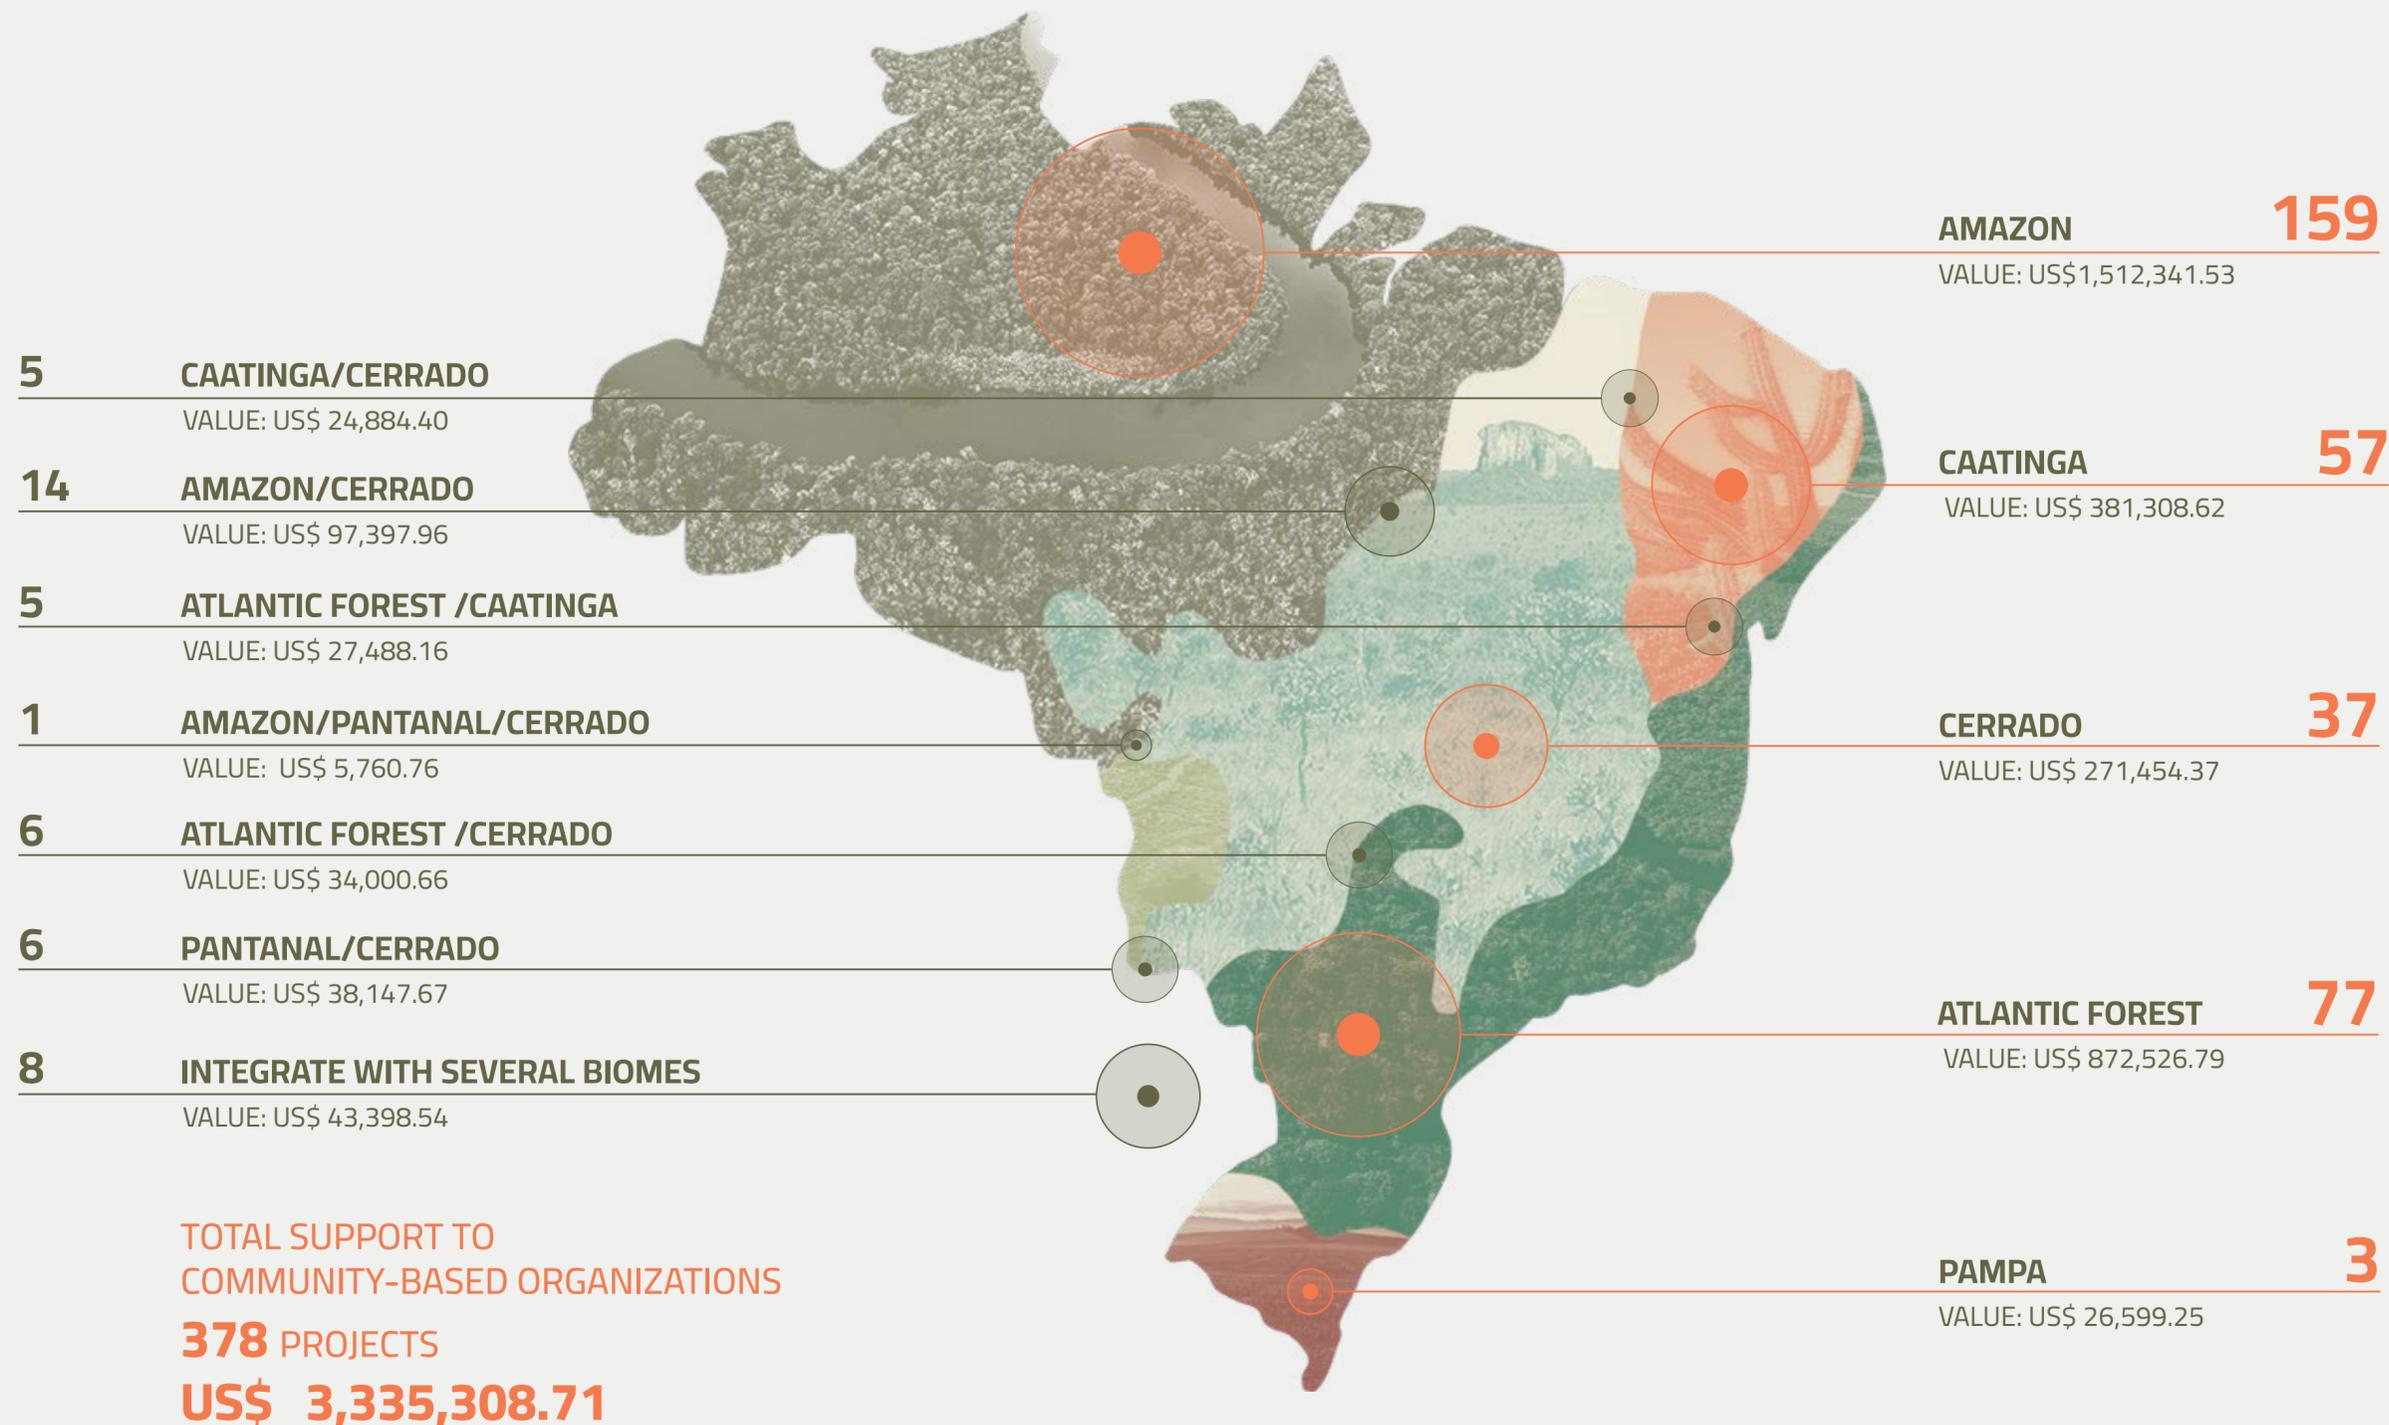 AMAZON 159
VALUE: US$1,512,341.53
5 CAATINGA/CERRADO
VALUE: US$ 24,884.40
CAATINGA 57
VALUE: US$ 381,308.62
14 AMAZON/CERRADO
VALUE: US$ 97,397.96
5 ATLANTIC FOREST /CAATINGA
VALUE: US$ 27,488.16
1 AMAZON/PANTANAL/CERRADO
VALUE: US$ 5,760.76
CERRADO 37
VALUE: US$ 271,454.37
6 ATLANTIC FOREST /CERRADO
VALUE: US$ 34,000.66
6 PANTANAL/CERRADO
VALUE: US$ 38,147.67
ATLANTIC FOREST 77
VALUE: US$ 872,526.79
8 INTEGRATE WITH SEVERAL BIOMES
VALUE: US$ 43,398.54
PAMPA 3
VALUE: US$ 26,599.25
TOTAL SUPPORT TO
COMMUNITY-BASED ORGANIZATIONS
378 PROJECTS
US$ 3,335,308.71